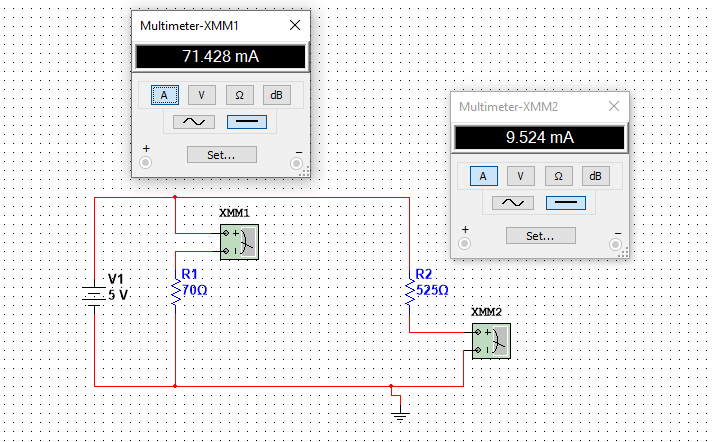 Multimeter-XMM1
71.428 mA
A V Ω dB
+ −
Set...
Multimeter-XMM2
9.524 mA
A V Ω dB
+ −
Set...
XMM1
+
V1
5 V
R1
70Ω
R2
525Ω
XMM2
+